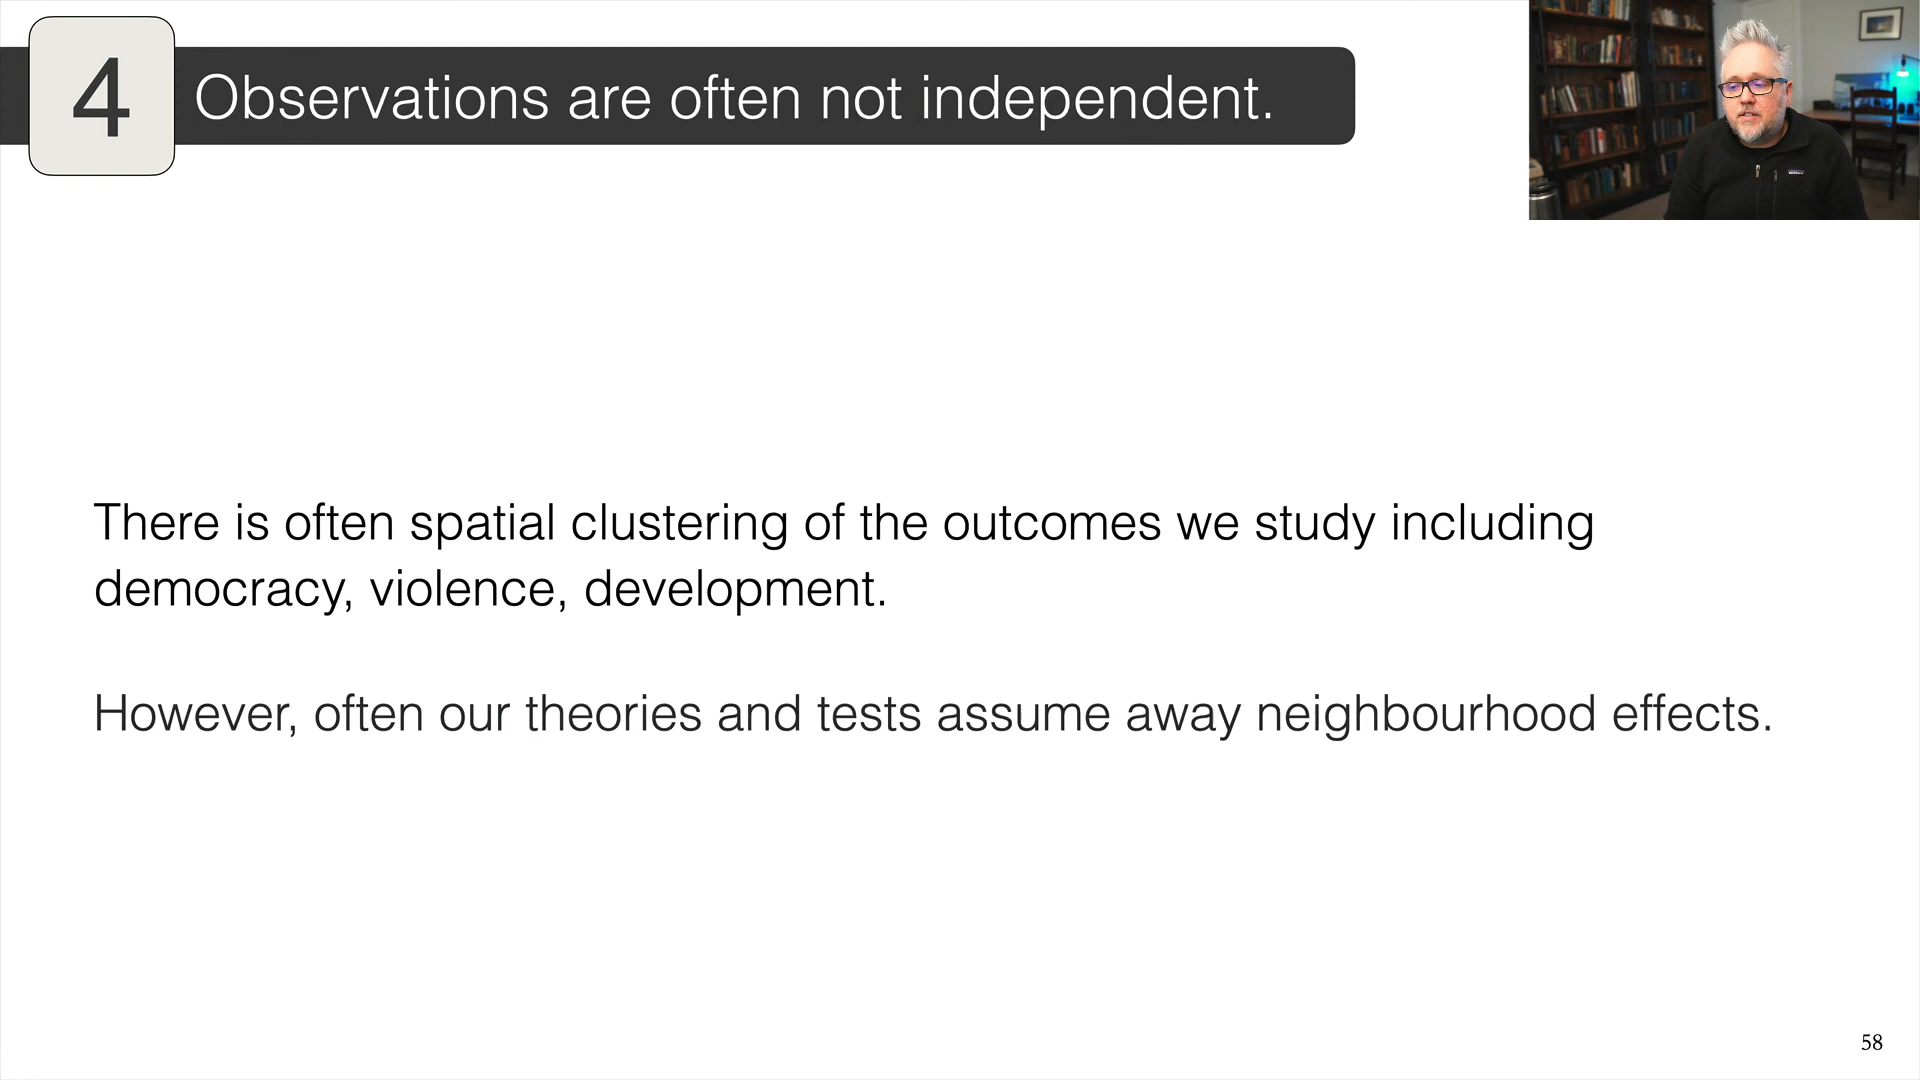 4
Observations are often not independent.
There is often spatial clustering of the outcomes we study including
democracy, violence, development.
However, often our theories and tests assume away neighbourhood effects.
58